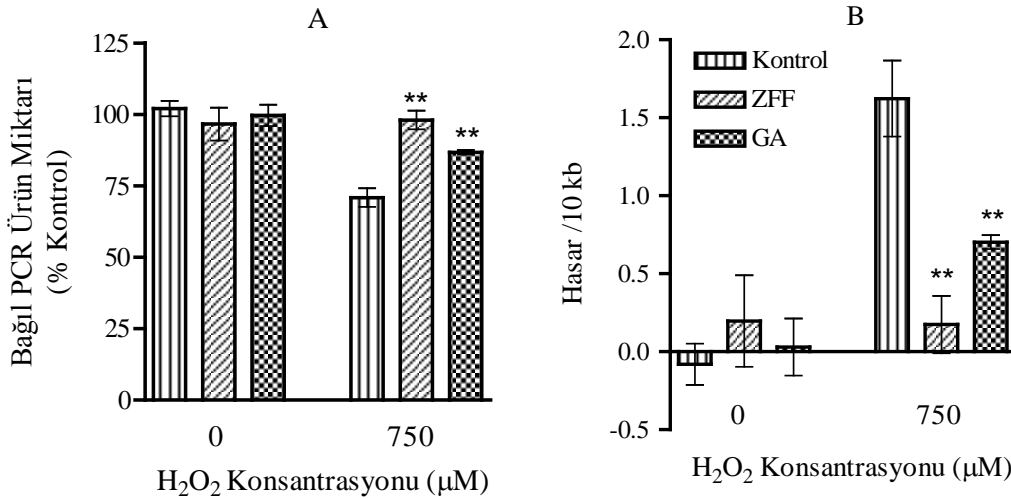 A
Bağıl PCR Ürün Miktarı
(% Kontrol)
125
100
75
50
25
0
**
**
0
750
H₂O₂ Konsantrasyonu (µM)
B
Hasar /10 kb
2.0
1.5
1.0
0.5
0.0
-0.5
Kontrol
ZFF
GA
**
**
0
750
H₂O₂ Konsantrasyonu (µM)